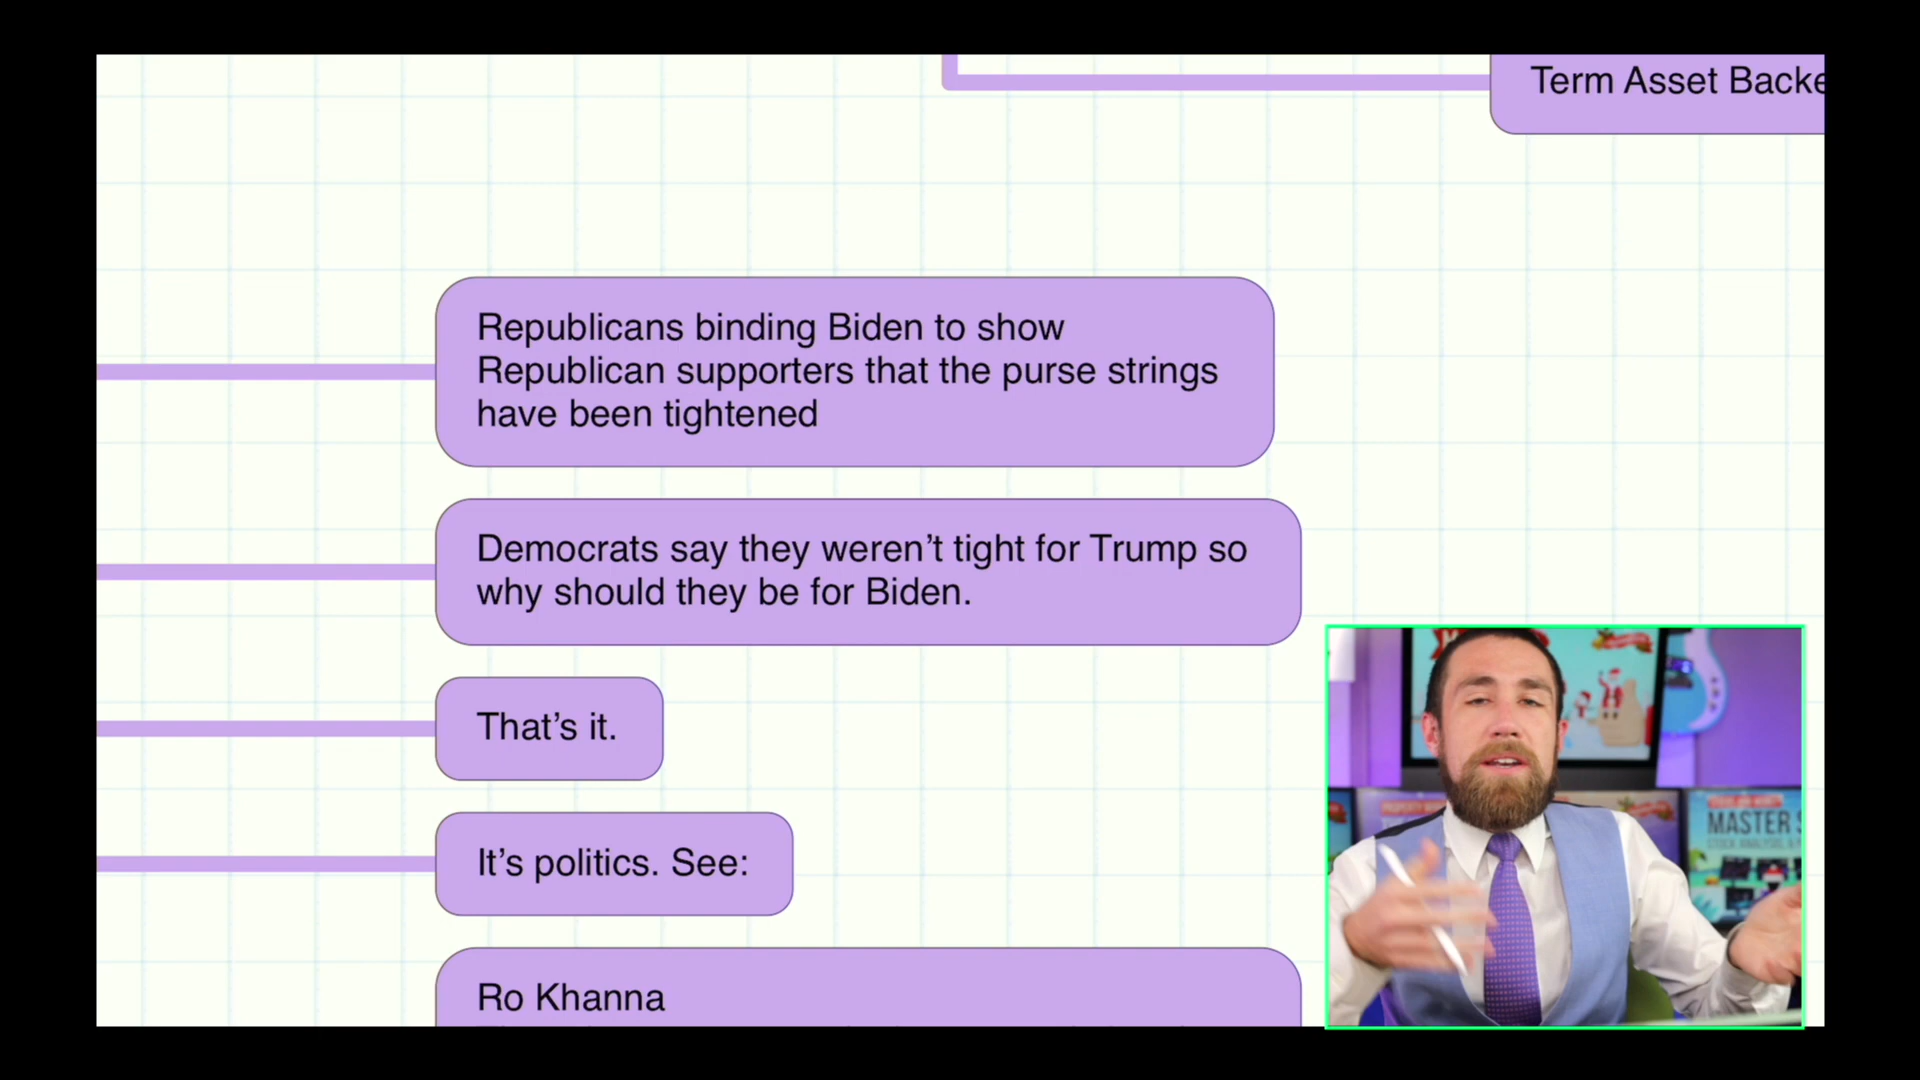 Term Asset Backe
Republicans binding Biden to show
Republican supporters that the purse strings
have been tightened
Democrats say they weren’t tight for Trump so
why should they be for Biden.
That’s it.
It’s politics. See:
Ro Khanna
MASTER S